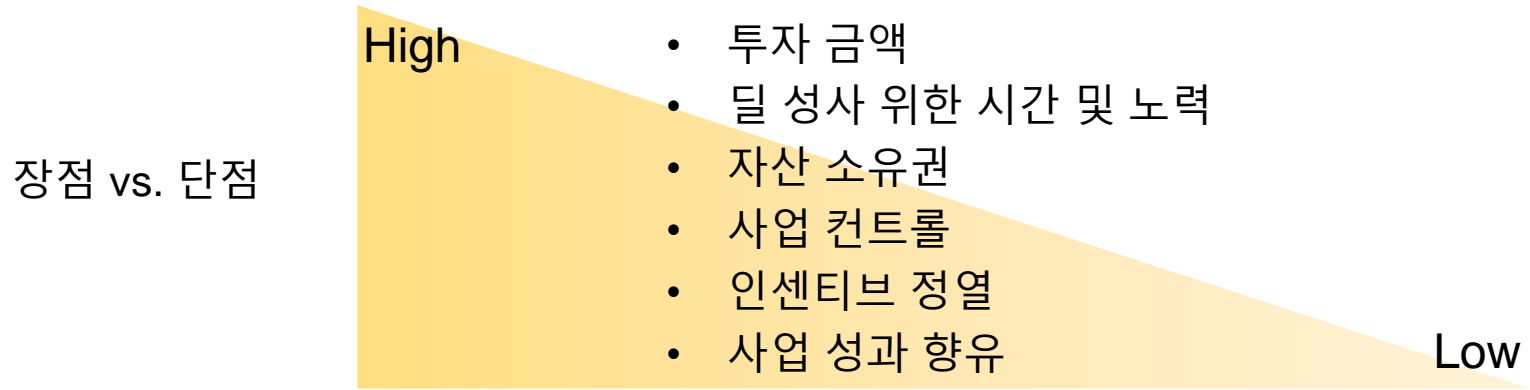 High
• 투자 금액
• 딜 성사 위한 시간 및 노력
장점 vs. 단점
• 자산 소유권
• 사업 컨트롤
• 인센티브 정열
• 사업 성과 향유
Low